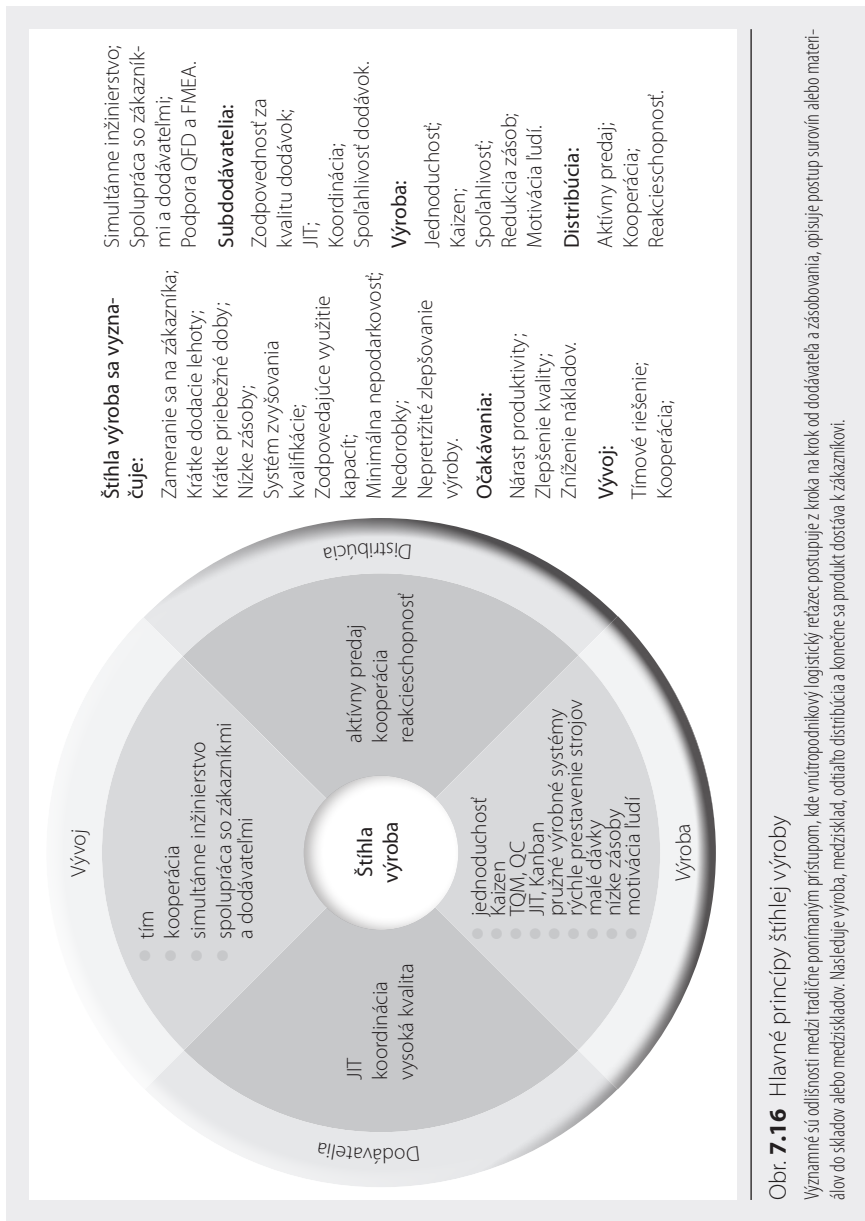 Vývoj
tím
kooperácia
simultánne inžinierstvo
spolupráca so zákazníkmi
a dodávateľmi
Dodávatelia
JIT
koordinácia
vysoká kvalita
Štíhla
výroba
aktívny predaj
kooperácia
reakcieschopnosť
Distribúcia
jednoduchosť
Kaizen
TQM, QC
JIT, Kanban
pružné výrobné systémy
rýchle prestavenie strojov
malé dávky
nízke zásoby
motivácia ľudí
Výroba
Štíhla výroba sa vyzna-
čuje:
Zameranie sa na zákazníka;
Krátke dodacie lehoty;
Krátke priebežné doby;
Nízke zásoby;
Systém zvyšovania
kvalifikácie;
Zodpovedajúce využitie
kapacít;
Minimálna nepodarkovosť;
Nedorobky;
Nepretržité zlepšovanie
výroby.
Očakávania:
Nárast produktivity;
Zlepšenie kvality;
Zníženie nákladov.
Vývoj:
Tímové riešenie;
Kooperácia;
Simultánne inžinierstvo;
Spolupráca so zákazník-
mi a dodávateľmi;
Podpora QFD a FMEA.
Subdodávatelia:
Zodpovednosť za
kvalitu dodávok;
JIT;
Koordinácia;
Spoľahlivosť dodávok.
Výroba:
Jednoduchosť;
Kaizen;
Spoľahlivosť;
Redukcia zásob;
Motivácia ľudí.
Distribúcia:
Aktívny predaj;
Kooperácia;
Reakcieschopnosť.
Obr. 7.16 Hlavné princípy štíhlej výroby
Významné sú odlišnosti medzi tradične ponímaným prístupom, kde vnútropodnikový logistický reťazec postupuje z kroka na krok od dodávateľa a zásobovania, opisuje postup surovín alebo materi-
álov do skladov alebo medziskladov. Nasleduje výroba, medzisklad, odtiaľto distribúcia a konečne sa produkt dostáva k zákazníkovi.